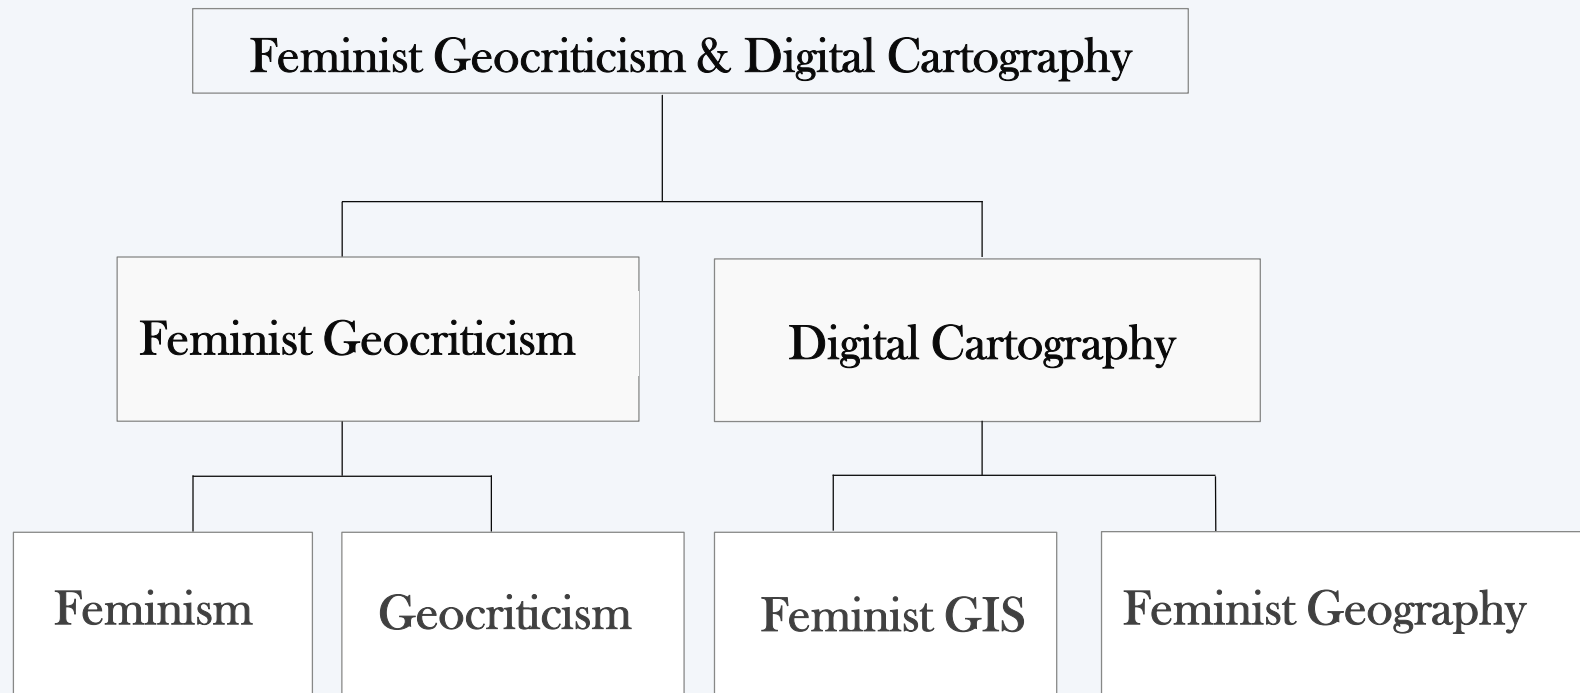 Feminist Geocriticism & Digital Cartography
Feminist Geocriticism
Digital Cartography
Feminism
Geocriticism
Feminist GIS
Feminist Geography